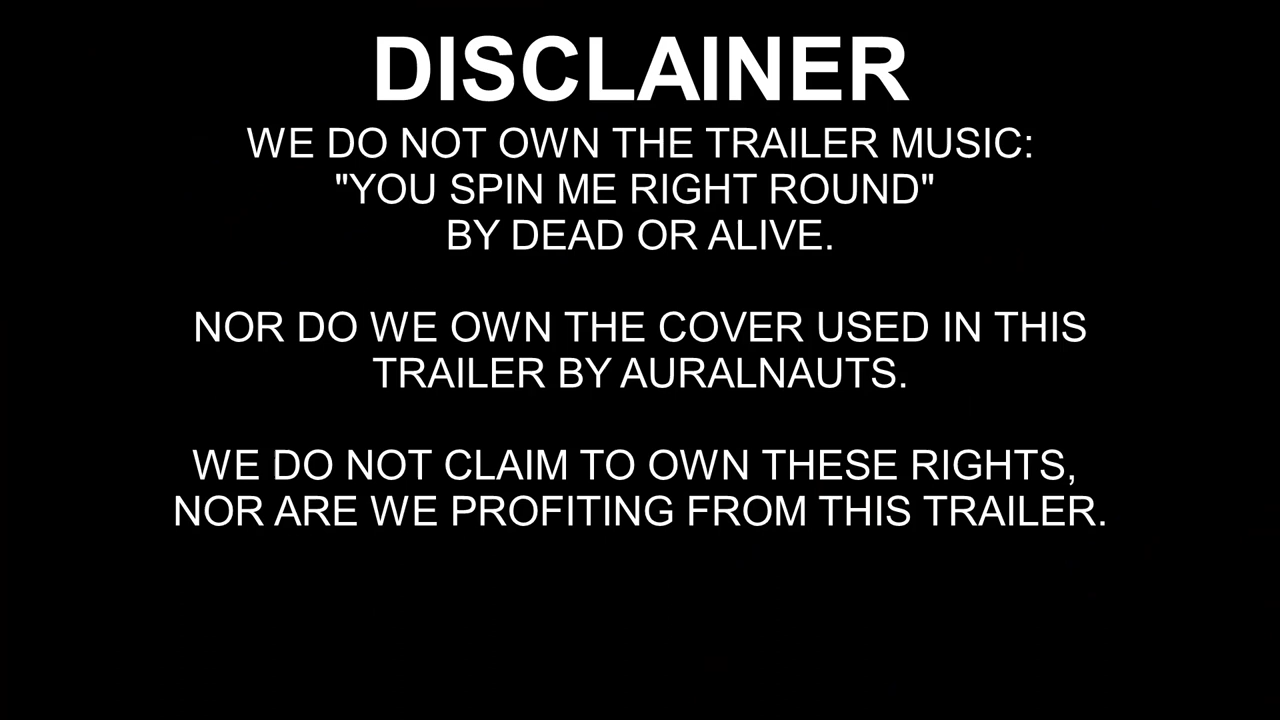 DISCLAINER
WE DO NOT OWN THE TRAILER MUSIC:
"YOU SPIN ME RIGHT ROUND"
BY DEAD OR ALIVE.
NOR DO WE OWN THE COVER USED IN THIS
TRAILER BY AURALNAUTS.
WE DO NOT CLAIM TO OWN THESE RIGHTS,
NOR ARE WE PROFITING FROM THIS TRAILER.